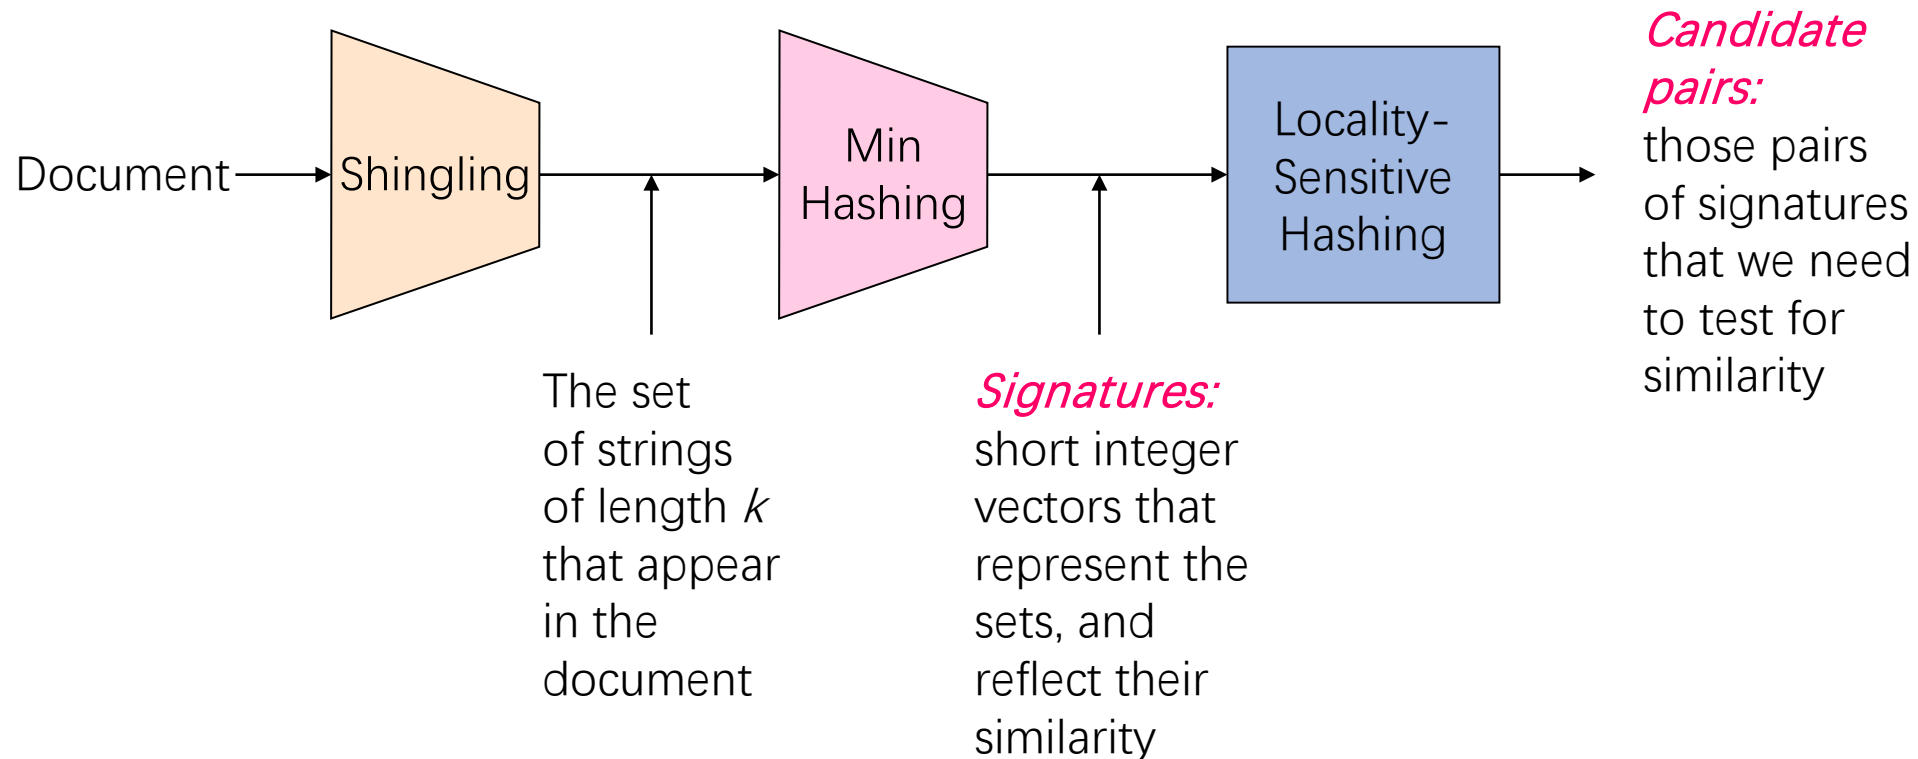 Document
Shingling
Min
Hashing
Locality-
Sensitive
Hashing
Candidate
pairs:
those pairs
of signatures
that we need
to test for
similarity
The set
of strings
of length k
that appear
in the
document
Signatures:
short integer
vectors that
represent the
sets, and
reflect their
similarity